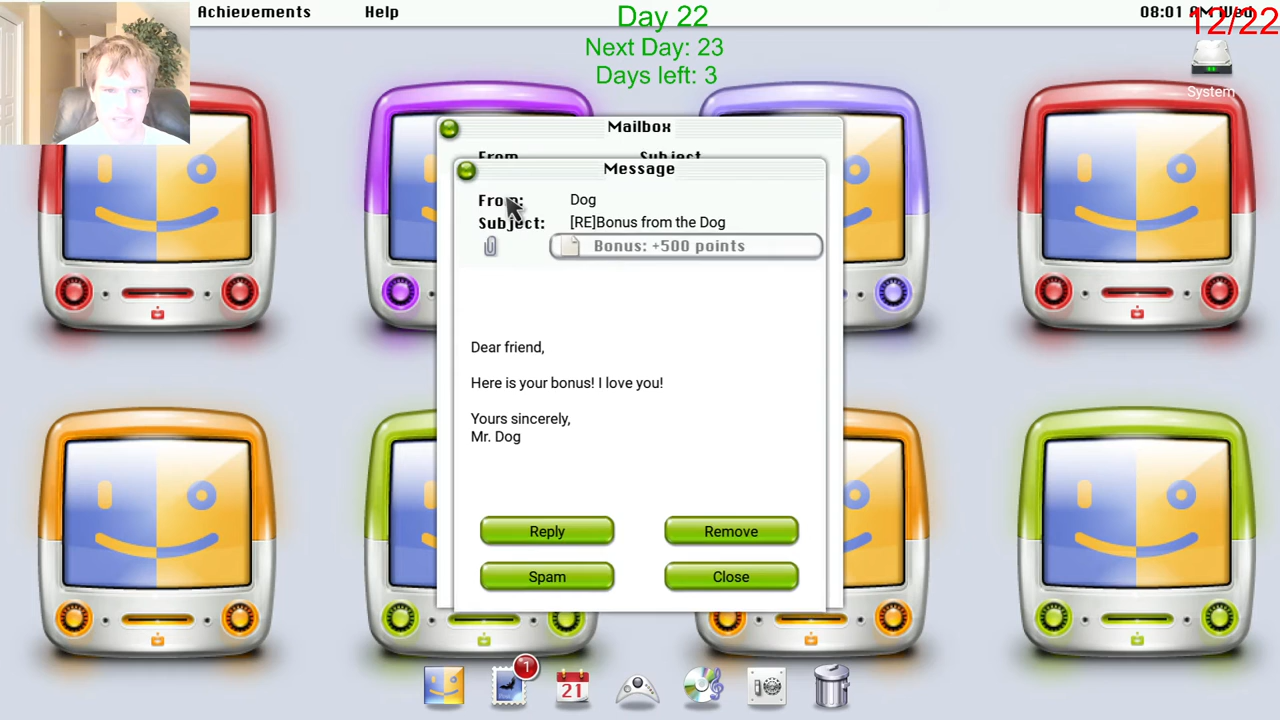 Achievements Help Day 22 08:01 AM Wed
12/22
Next Day: 23
Days left: 3
System
Mailbox
From Subject
Message
From: Dog
Subject: [RE]Bonus from the Dog
Bonus: +500 points
Dear friend,
Here is your bonus! I love you!
Yours sincerely,
Mr. Dog
Reply Remove
Spam Close
1
21